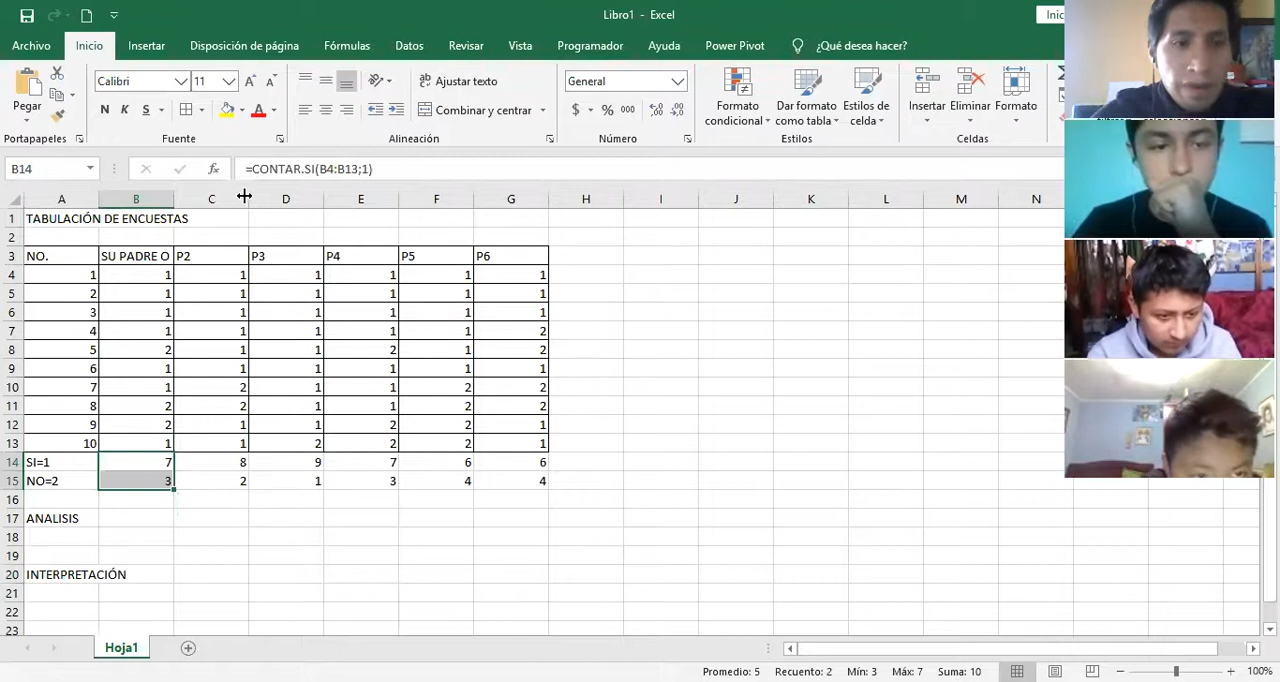 Libro1 - Excel
Inic
Archivo Inicio Insertar Disposición de página Fórmulas Datos Revisar Vista Programador Ayuda Power Pivot ¿Qué desea hacer?
Calibri 11 A A Ajustar texto General
Pegar N K S A Combinar y centrar $ % 000 Formato condicional Dar formato como tabla Estilos de celda Insertar Eliminar Formato
Portapapeles Fuente Alineación Número Estilos Celdas
B14 fx =CONTAR.SI(B4:B13;1)
A B C D E F G H I J K L M N
1 TABULACIÓN DE ENCUESTAS
2
3 NO. SU PADRE O P2 P3 P4 P5 P6
4 1 1 1 1 1 1 1
5 2 1 1 1 1 1 1
6 3 1 1 1 1 1 1
7 4 1 1 1 1 1 2
8 5 2 1 1 2 1 2
9 6 1 1 1 1 1 1
10 7 1 2 1 1 2 2
11 8 2 2 1 1 2 2
12 9 2 1 1 2 2 1
13 10 1 1 2 2 2 1
14 SI=1 7 8 9 7 6 6
15 NO=2 3 2 1 3 4 4
16
17 ANALISIS
18
19
20 INTERPRETACIÓN
21
22
23
Hoja1
Promedio: 5 Recuento: 2 Mín: 3 Máx: 7 Suma: 10 100%